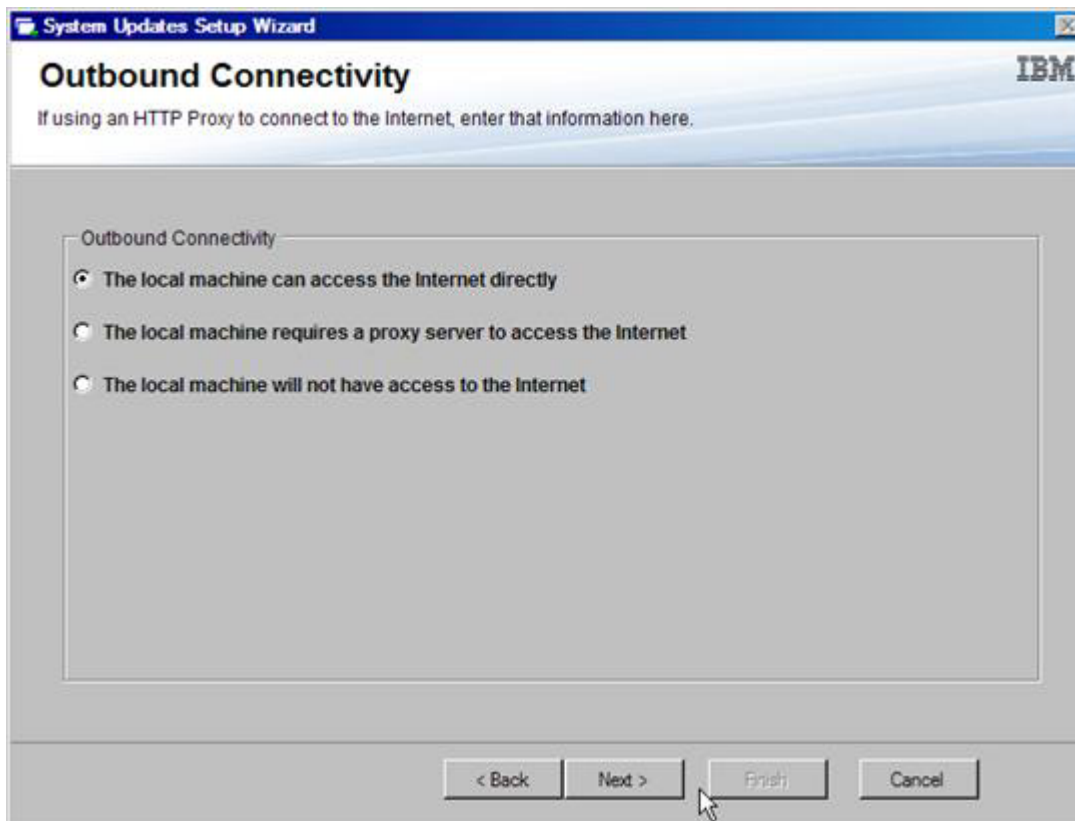 System Updates Setup Wizard
Outbound Connectivity
IBM
If using an HTTP Proxy to connect to the Internet, enter that information here.
Outbound Connectivity
The local machine can access the Internet directly
The local machine requires a proxy server to access the Internet
The local machine will not have access to the Internet
< Back
Next >
Finish
Cancel